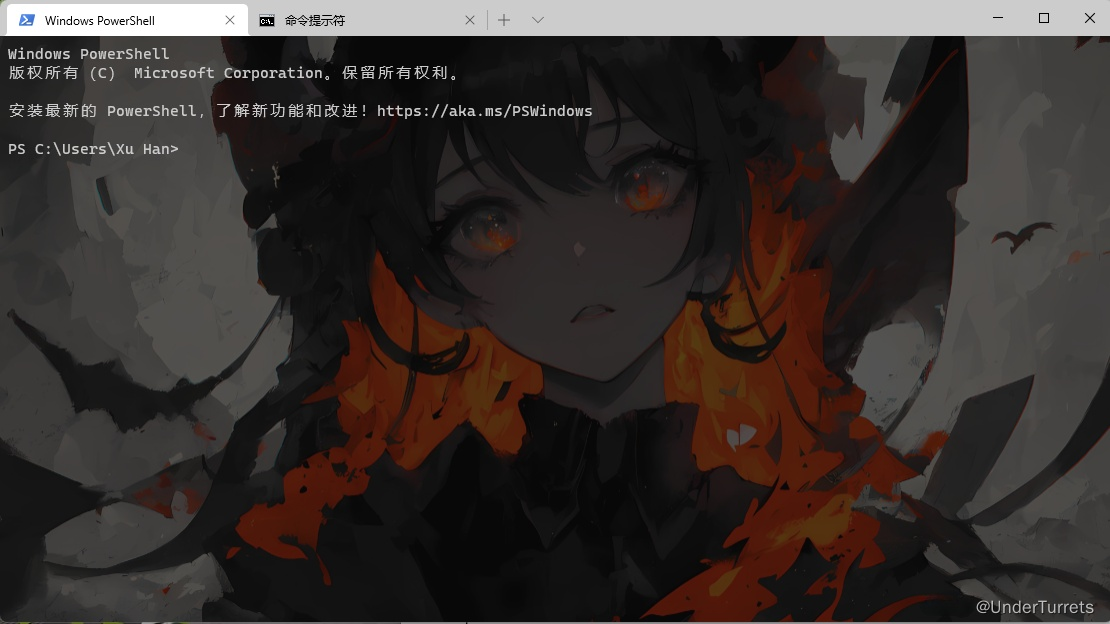 Windows PowerShell
命令提示符
Windows PowerShell
版权所有 (C) Microsoft Corporation。保留所有权利。
安装最新的 PowerShell,了解新功能和改进!https://aka.ms/PSWindows
PS C:\Users\Xu Han>
@UnderTurrets